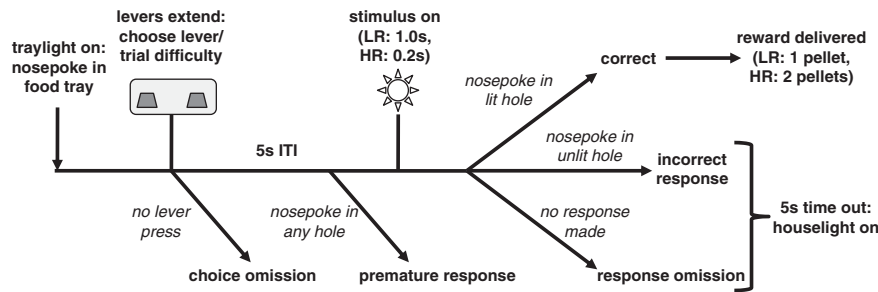 traylight on:
nosepoke in
food tray
levers extend:
choose lever/
trial difficulty
5s ITI
stimulus on
(LR: 1.0s,
HR: 0.2s)
nosepoke in
lit hole
correct
reward delivered
(LR: 1 pellet,
HR: 2 pellets)
nosepoke in
unlit hole
incorrect
response
no lever
press
choice omission
nosepoke in
any hole
premature response
no response
made
response omission
5s time out:
houselight on